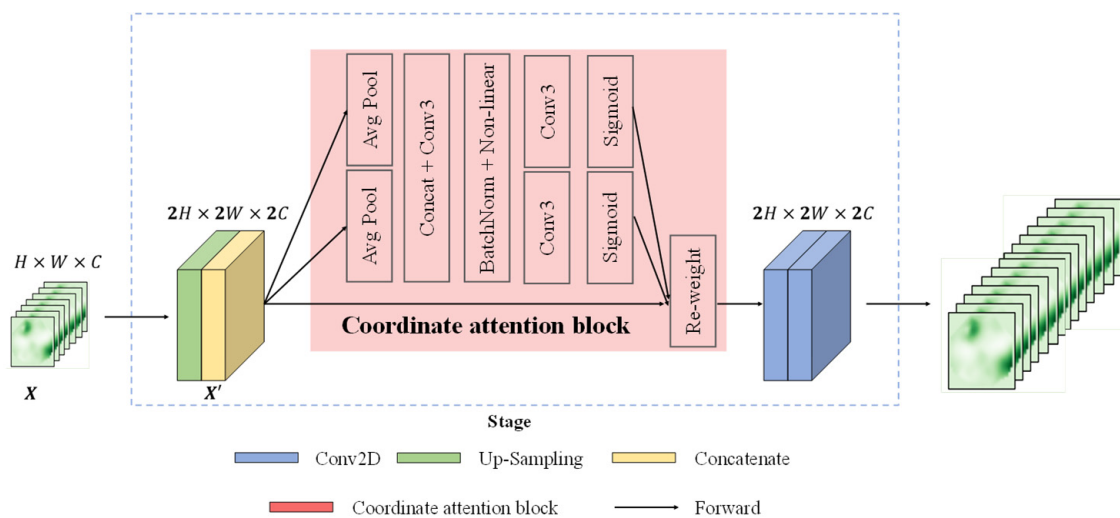 H × W × C
X
2H × 2W × 2C
X′
Avg Pool
Avg Pool
Concat + Conv3
BatchNorm + Non-linear
Conv3
Conv3
Sigmoid
Sigmoid
Re-weight
Coordinate attention block
2H × 2W × 2C
Stage
Conv2D
Up-Sampling
Concatenate
Coordinate attention block
Forward